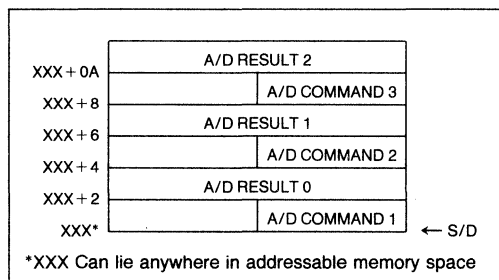 A/D RESULT 2
XXX + 0A
A/D COMMAND 3
XXX + 8
A/D RESULT 1
XXX + 6
A/D COMMAND 2
XXX + 4
A/D RESULT 0
XXX + 2
A/D COMMAND 1
XXX* ← S/D
*XXX Can lie anywhere in addressable memory space